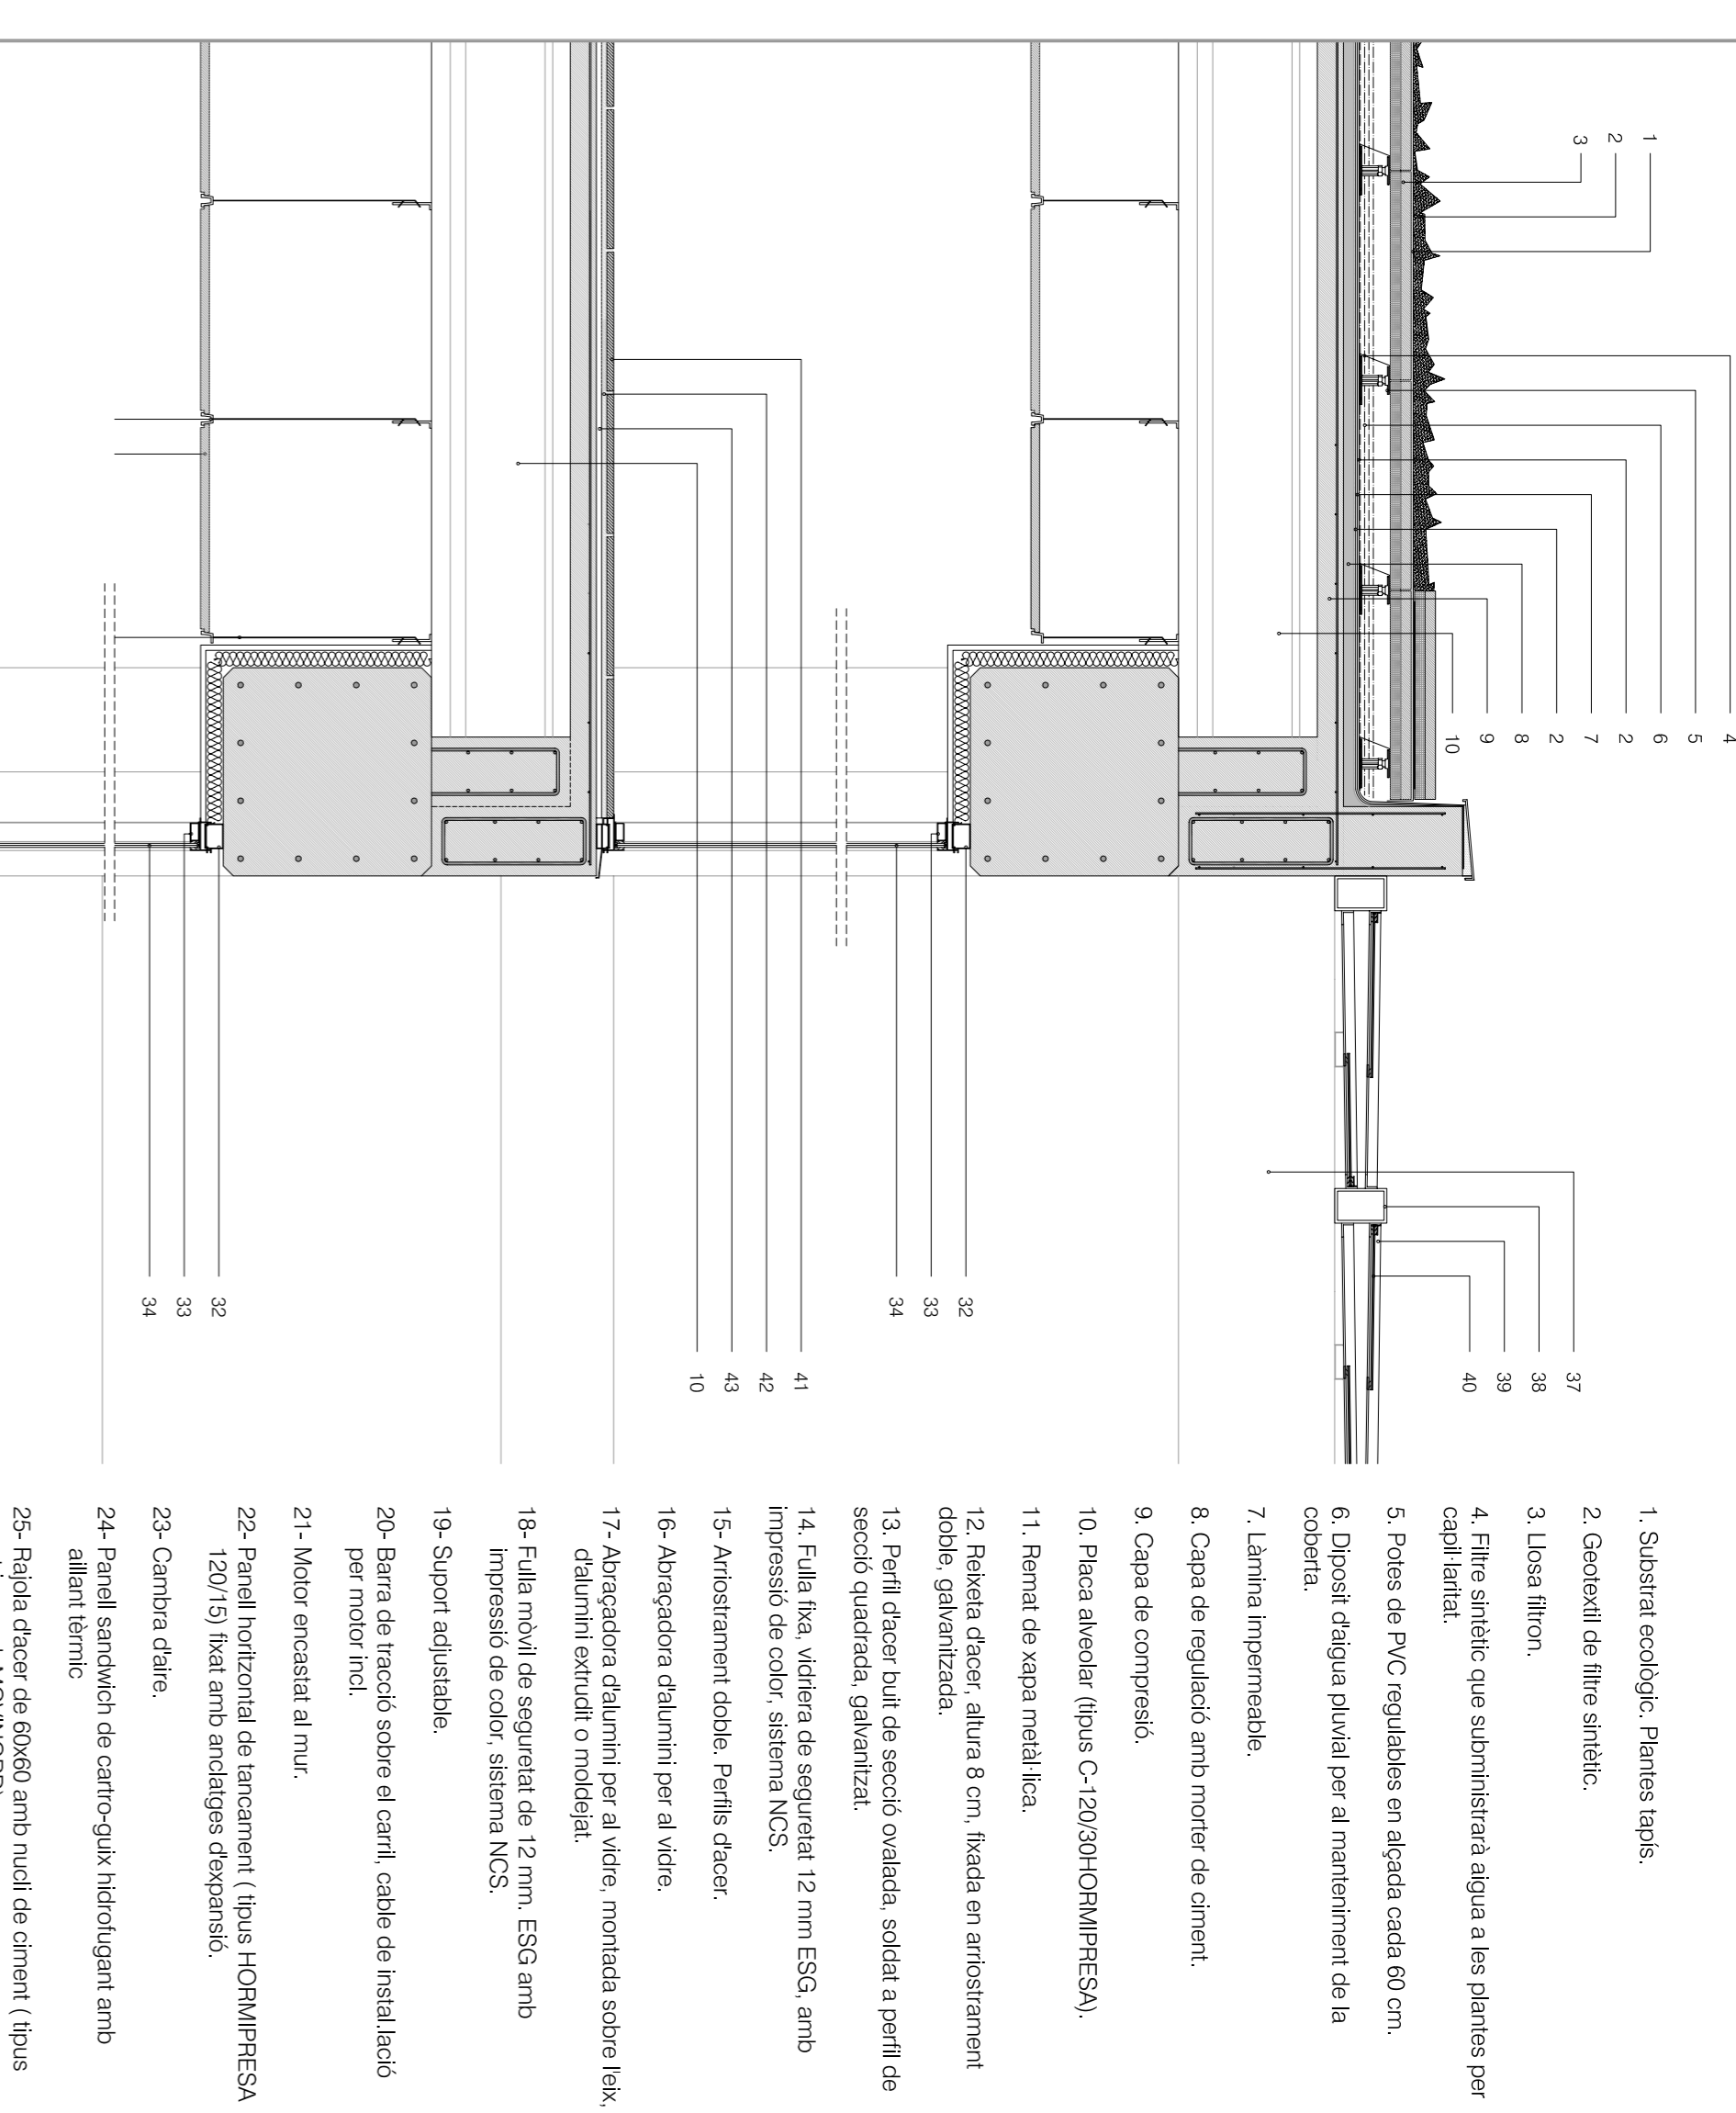 1
2
3
4
5
6
2
7
2
8
9
10
37
38
39
40
32
33
34
41
42
43
10
32
33
34
1. Substrat ecològic. Plantes tapís.
2. Geotextil de filtre sintètic.
3. Llosa filtron.
4. Filtre sintètic que subministrarà aigua a les plantes per
capil·laritat.
5. Potes de PVC regulables en alçada cada 60 cm.
6. Diposit d'aigua pluvial per al manteniment de la
coberta.
7. Làmina impermeable.
8. Capa de regulació amb morter de ciment.
9. Capa de compresió.
10. Placa alveolar (tipus C-120/30HORMIPRESA).
11. Remat de xapa metàl·lica.
12. Reixeta d'acer, altura 8 cm, fixada en arriostrament
doble, galvanitzada.
13. Perfil d'acer buit de secció ovalada, soldat a perfil de
secció quadrada, galvanitzat.
14. Fulla fixa, vidriera de seguretat 12 mm ESG, amb
impressió de color, sistema NCS.
15- Arriostrament doble. Perfils d'acer.
16- Abraçadora d'alumini per al vidre.
17- Abraçadora d'alumini per al vidre, montada sobre l'eix,
d'alumini extrudit o moldejat.
18- Fulla mòvil de seguretat de 12 mm. ESG amb
impressió de color, sistema NCS.
19- Suport adjustable.
20- Barra de tracció sobre el carril, cable de instal.lació
per motor incl.
21- Motor encastat al mur.
22- Panell horitzontal de tancament ( tipus HORMIPRESA
120/15) fixat amb anclatges d'expansió.
23- Cambra d'aire.
24- Panell sandwich de cartro-guix hidrofugant amb
aillant tèrmic
25- Rajola d'acer de 60x60 amb nucli de ciment ( tipus